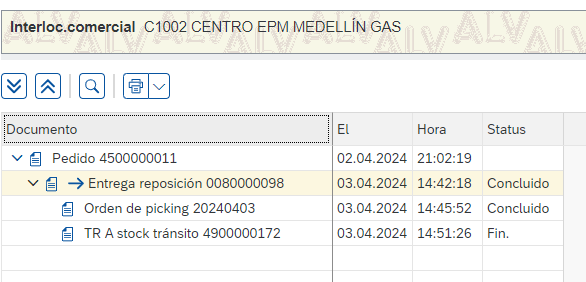 Interloc.comercial C1002 CENTRO EPM MEDELLÍN GAS
Documento El Hora Status
Pedido 4500000011 02.04.2024 21:02:19
Entrega reposición 0080000098 03.04.2024 14:42:18 Concluido
Orden de picking 20240403 03.04.2024 14:45:52 Concluido
TR A stock tránsito 4900000172 03.04.2024 14:51:26 Fin.